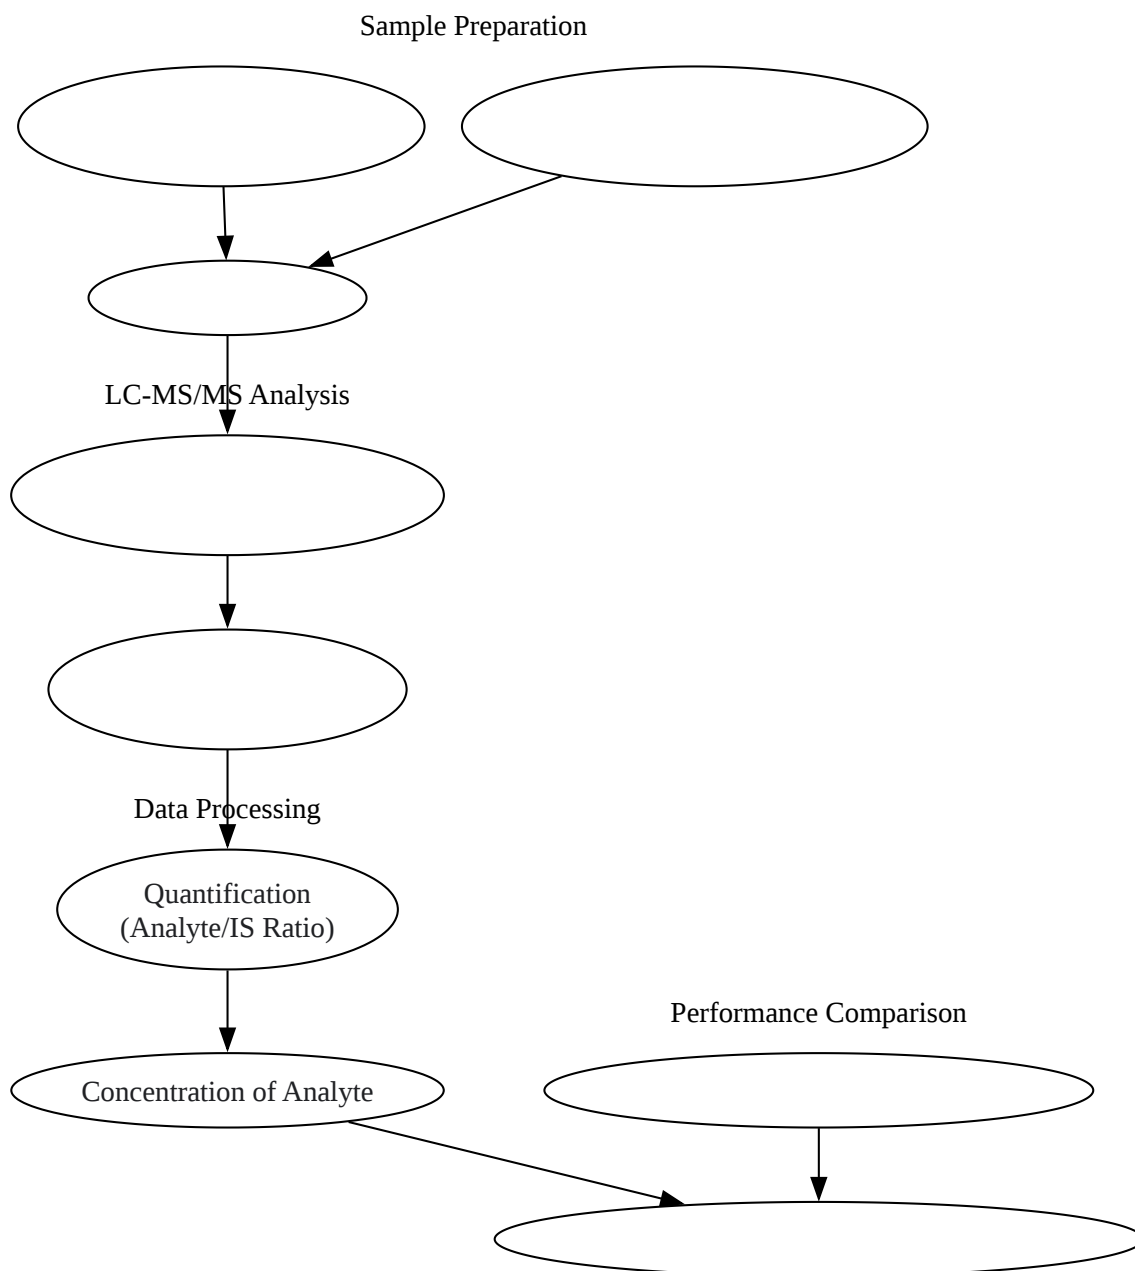 Sample Preparation
LC-MS/MS Analysis
Data Processing
Quantification
(Analyte/IS Ratio)
Performance Comparison
Concentration of Analyte